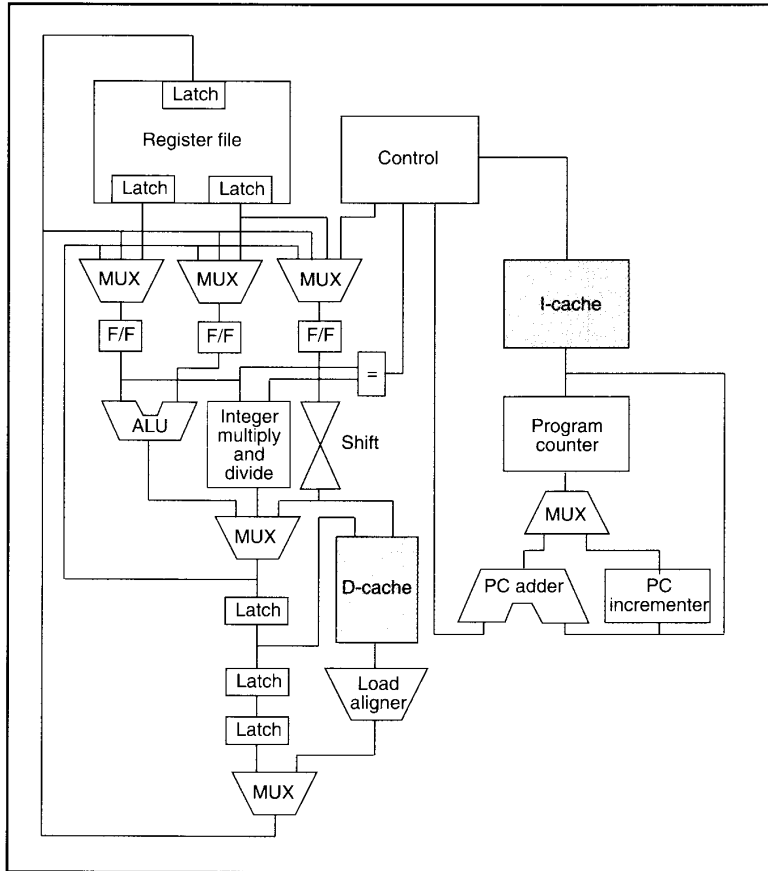 Latch
Register file
Latch
Latch
Control
MUX
MUX
MUX
I-cache
F/F
F/F
F/F
=
ALU
Integer
multiply
and
divide
Shift
Program
counter
MUX
MUX
D-cache
PC adder
PC
incrementer
Latch
Latch
Load
aligner
Latch
MUX